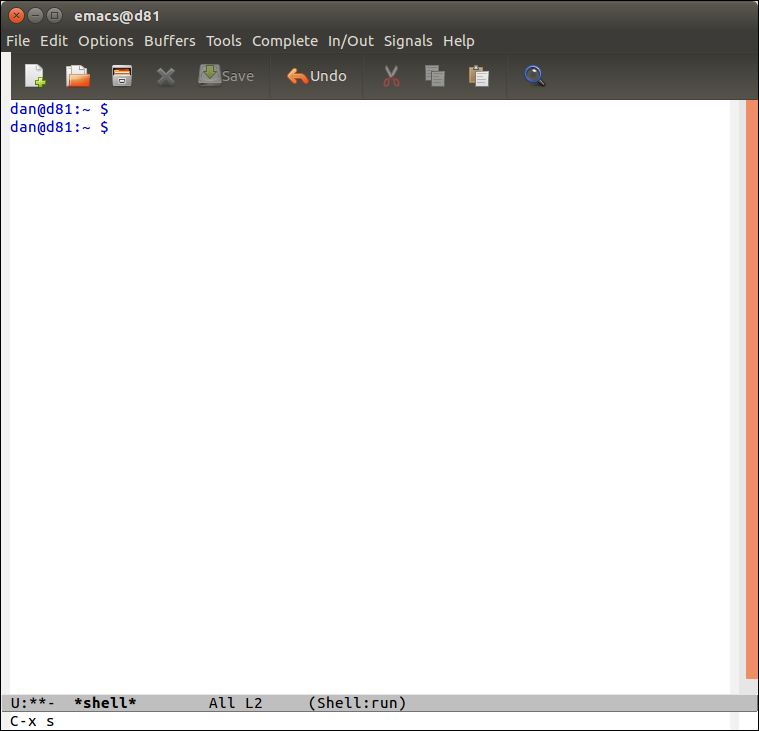 emacs@d81
File Edit Options Buffers Tools Complete In/Out Signals Help
Save Undo
dan@d81:~ $
dan@d81:~ $
U:**-  *shell*        All L2     (Shell:run)
C-x s